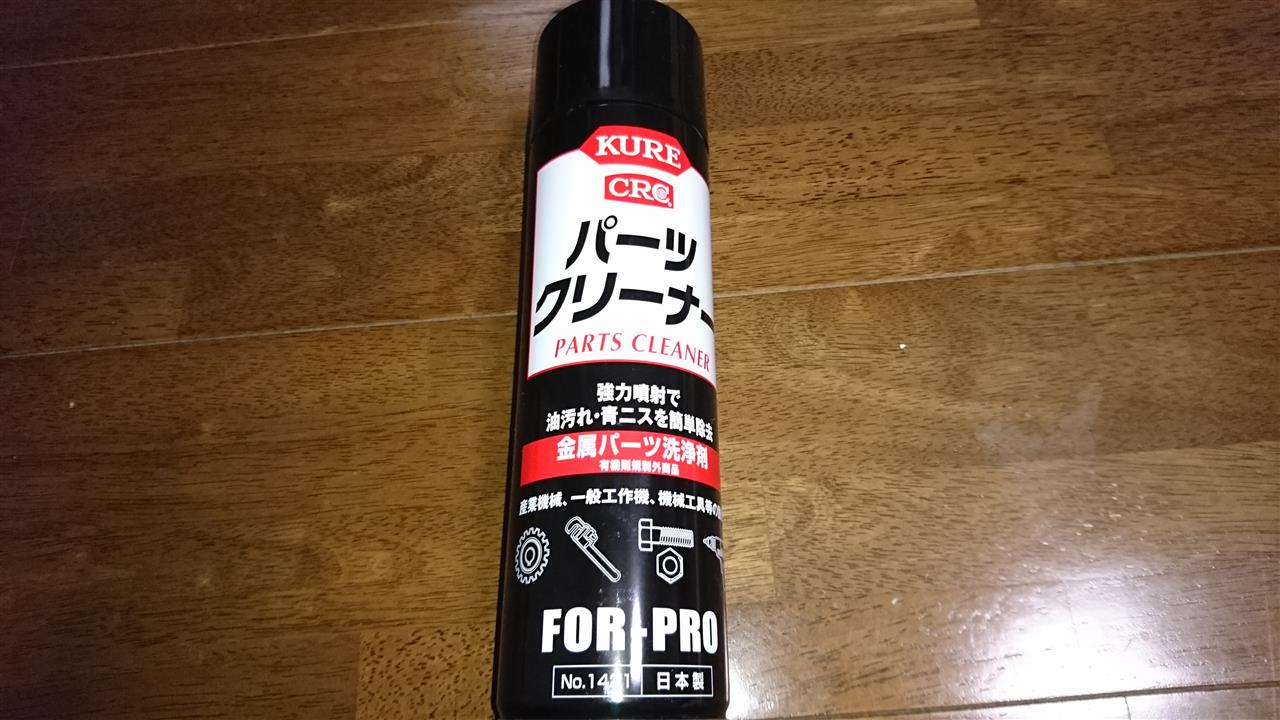 KURE
CRC
パーツ
クリーナー
PARTS CLEANER
強力噴射で
油汚れ・青ニスを簡単除去
金属パーツ洗浄剤
有機則規制外商品
産業機械、一般工作機、機械工具等の
FOR-PRO
No.1421 日本製